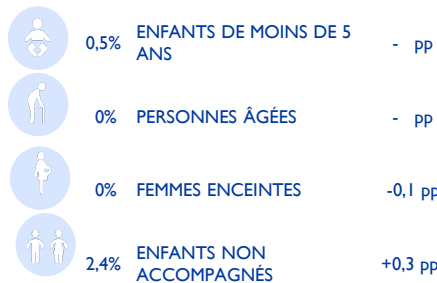 0,5% ENFANTS DE MOINS DE 5 ANS - pp
0% PERSONNES ÂGÉES - pp
0% FEMMES ENCEINTES -0,1 pp
2,4% ENFANTS NON ACCOMPAGNÉS +0,3 pp